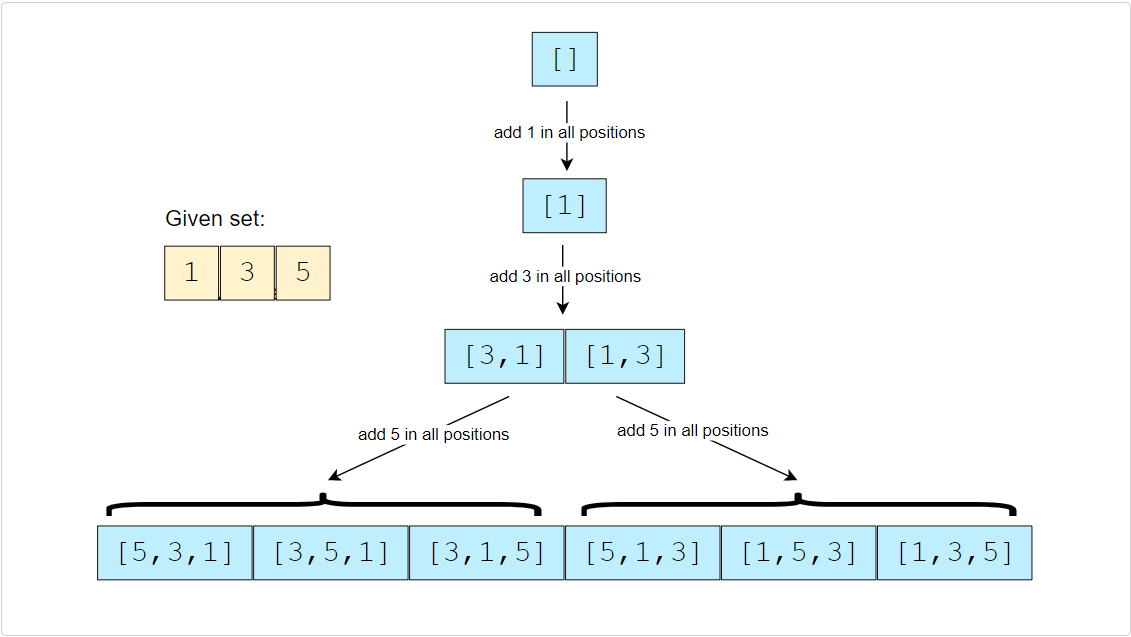 []
add 1 in all positions
[1]
Given set:
1 3 5
add 3 in all positions
[3,1] [1,3]
add 5 in all positions
add 5 in all positions
[5,3,1] [3,5,1] [3,1,5] [5,1,3] [1,5,3] [1,3,5]